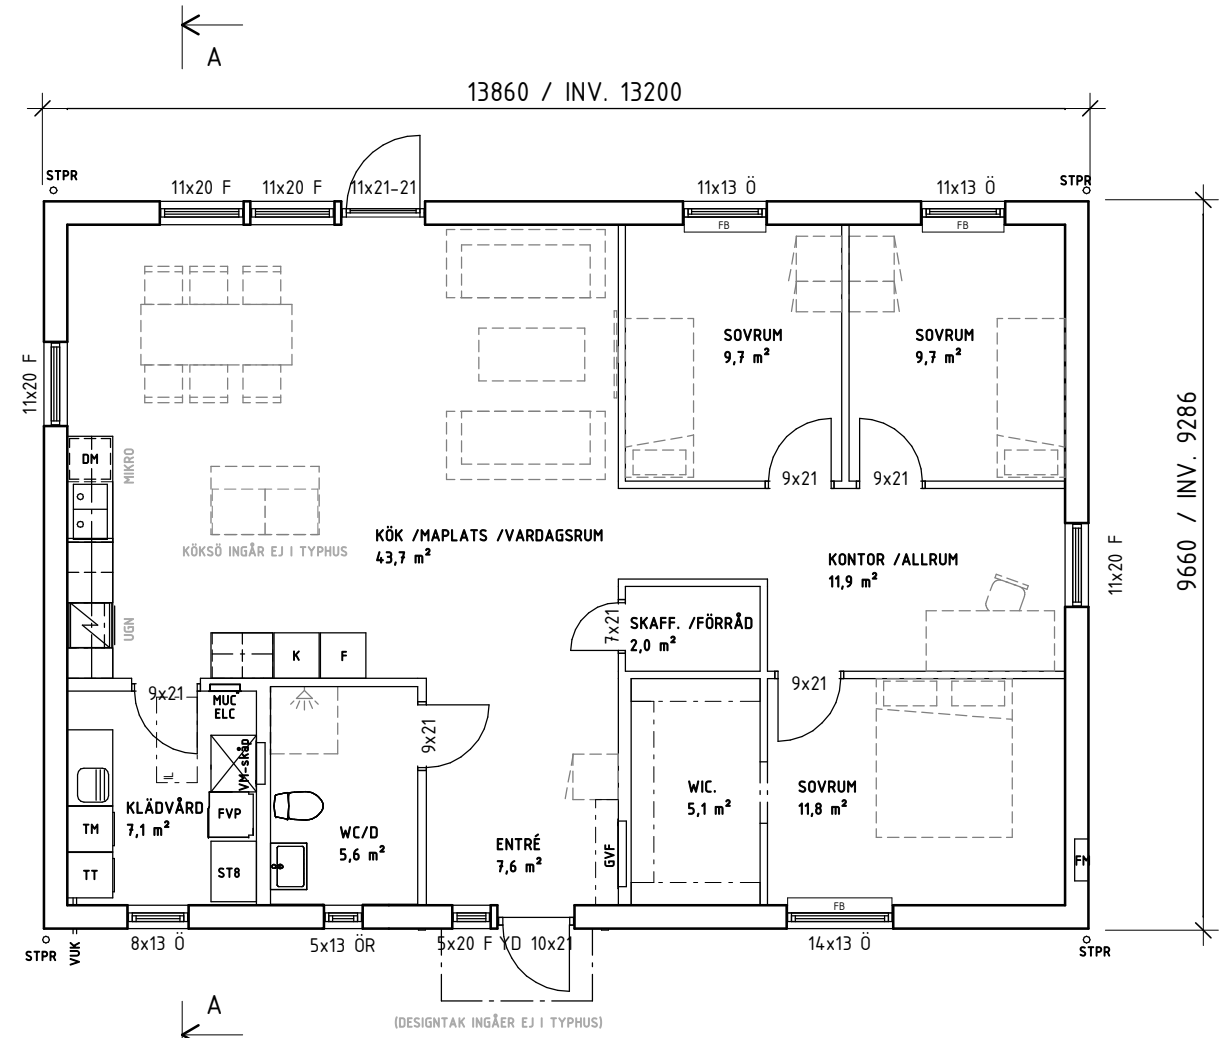 A
13860 / INV. 13200
STPR
STPR
11x20 F
11x20 F
11x21-21
11x13 Ö
11x13 Ö
FB
FB
SOVRUM
9,7 m²
SOVRUM
9,7 m²
11x20 F
9660 / INV. 9286
DM
MIKRO
9x21
9x21
KÖKSÖ INGÅR EJ I TYPHUS
KÖK /MAPLATS /VARDAGSRUM
43,7 m²
KONTOR /ALLRUM
11,9 m²
11x20 F
UGN
7x21
SKAFF. /FÖRRÅD
2,0 m²
K
F
9x21
MUC
ELC
9x21
9x21
VM-skåp
KLÄDVÅRD
7,1 m²
FVP
WIC.
5,1 m²
SOVRUM
11,8 m²
TM
WC/D
5,6 m²
ENTRÉ
7,6 m²
GVF
TT
ST8
FM
FB
8x13 Ö
5x13 ÖR
5x20 F
YD 10x21
14x13 Ö
STPR
VUK
STPR
A
(DESIGNTAK INGÅER EJ I TYPHUS)